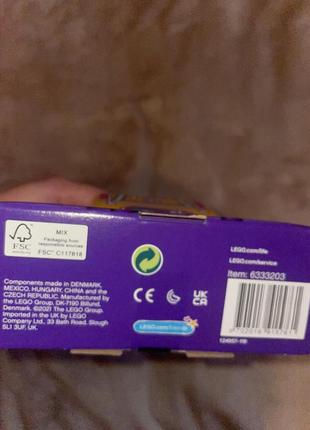 FSC
MIX
Packaging from
responsible sources
FSC™ C117818
Components made in DENMARK,
MEXICO, HUNGARY, CHINA and the
CZECH REPUBLIC. Manufactured by
the LEGO Group. DK-7190 Billund,
Denmark. ©2021 The LEGO Group.
Imported in the UK by LEGO
Company Ltd., 33 Bath Road, Slough
SL1 3UF, UK.
CE
UK
CA
LEGO.com/life
LEGO.com/service
Item: 6333203